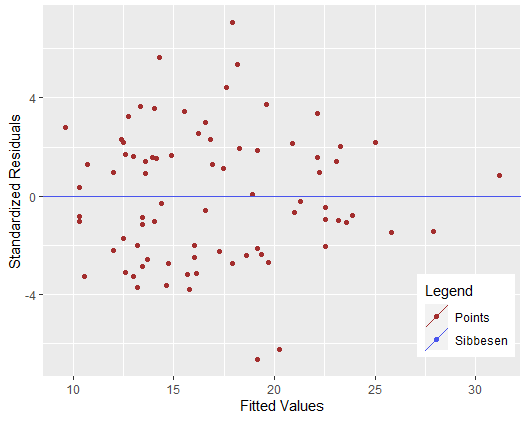 Standardized Residuals
4
0
-4
Legend
Points
Sibbesen
10
15
20
25
30
Fitted Values